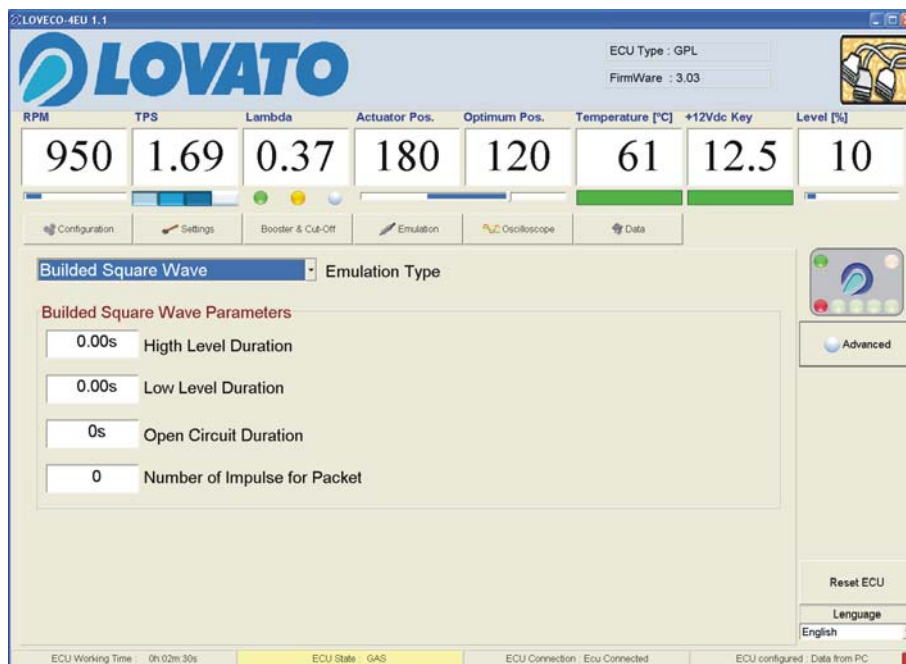 LOVECO-4EU 1.1
LOVATO
ECU Type : GPL
FirmWare : 3.03
RPM TPS Lambda Actuator Pos. Optimum Pos. Temperature [°C] +12Vdc Key Level [%]
950 1.69 0.37 180 120 61 12.5 10
Configuration Settings Booster & Cut-Off Emulation Oscilloscope Data
Builded Square Wave Emulation Type
Builded Square Wave Parameters
0.00s Higth Level Duration
Advanced
0.00s Low Level Duration
0s Open Circuit Duration
0 Number of Impulse for Packet
Reset ECU
Lenguage
English
ECU Working Time : 0h:02m:30s ECU State : GAS ECU Connection : Ecu Connected ECU configured : Data from PC